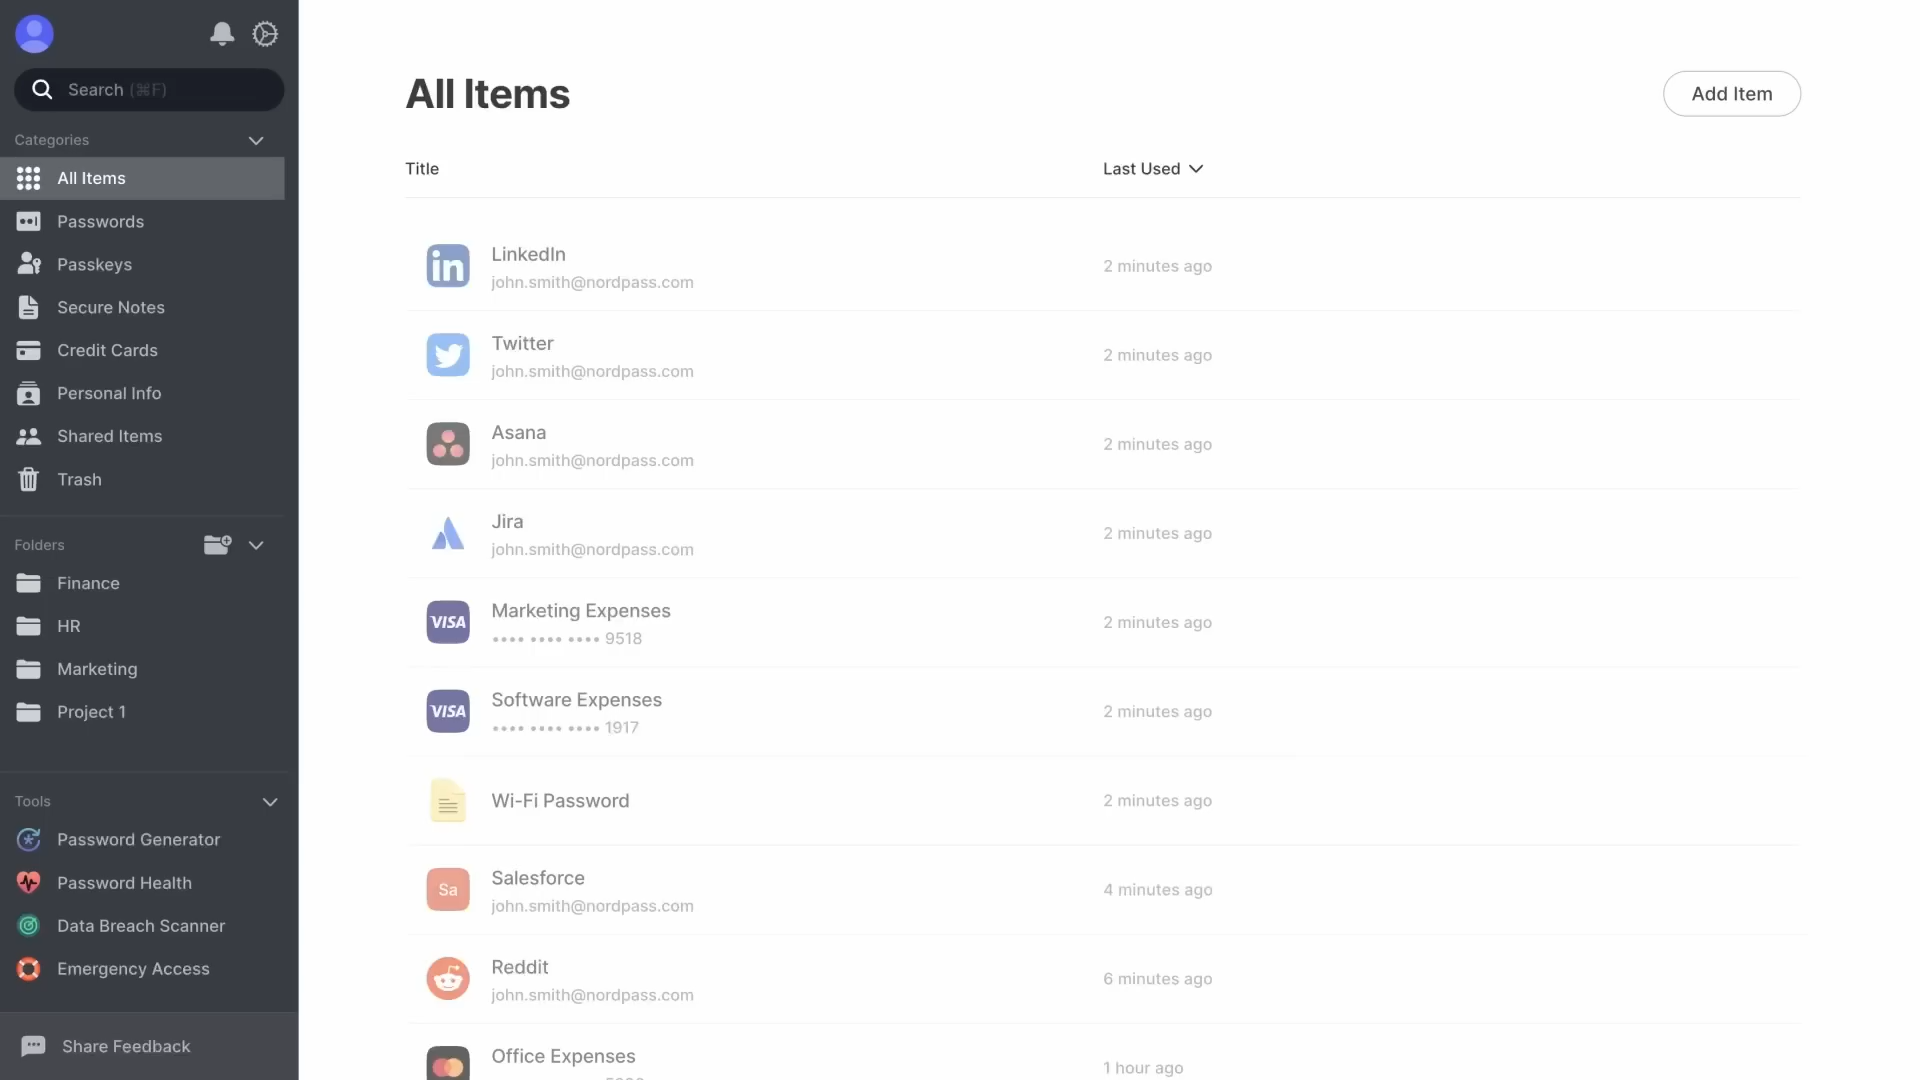 Search (⌘F)
Categories
All Items
Passwords
Passkeys
Secure Notes
Credit Cards
Personal Info
Shared Items
Trash
Folders
Finance
HR
Marketing
Project 1
Tools
Password Generator
Password Health
Data Breach Scanner
Emergency Access
Share Feedback
All Items
Add Item
Title Last Used
in
LinkedIn
john.smith@nordpass.com
2 minutes ago
Twitter
john.smith@nordpass.com
2 minutes ago
Asana
john.smith@nordpass.com
2 minutes ago
Jira
john.smith@nordpass.com
2 minutes ago
VISA
Marketing Expenses
•••• •••• •••• 9518
2 minutes ago
VISA
Software Expenses
•••• •••• •••• 1917
2 minutes ago
Wi-Fi Password
2 minutes ago
Sa
Salesforce
john.smith@nordpass.com
4 minutes ago
Reddit
john.smith@nordpass.com
6 minutes ago
Office Expenses
1 hour ago